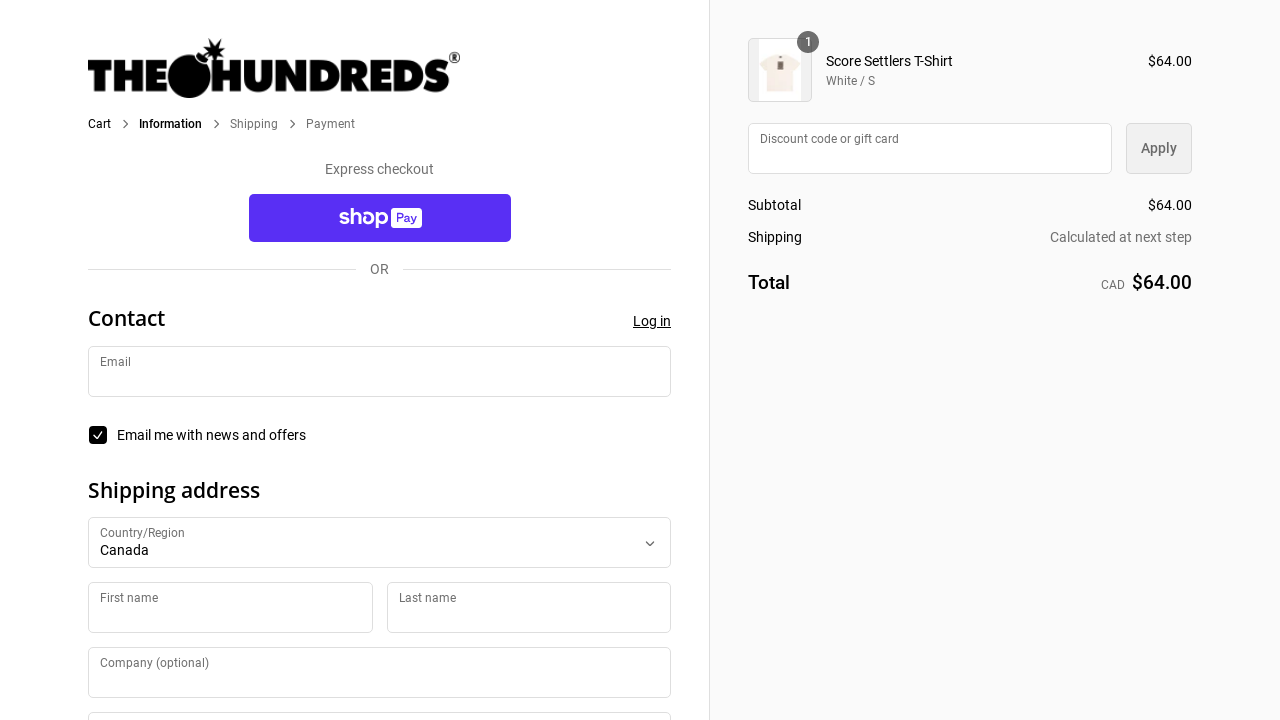 THE HUNDREDS®
Cart > Information > Shipping > Payment
Express checkout
shop Pay
OR
Contact
Log in
Email
Email me with news and offers
Shipping address
Country/Region
Canada
First name
Last name
Company (optional)
1
Score Settlers T-Shirt
$64.00
White / S
Discount code or gift card
Apply
Subtotal
$64.00
Shipping
Calculated at next step
Total
CAD $64.00